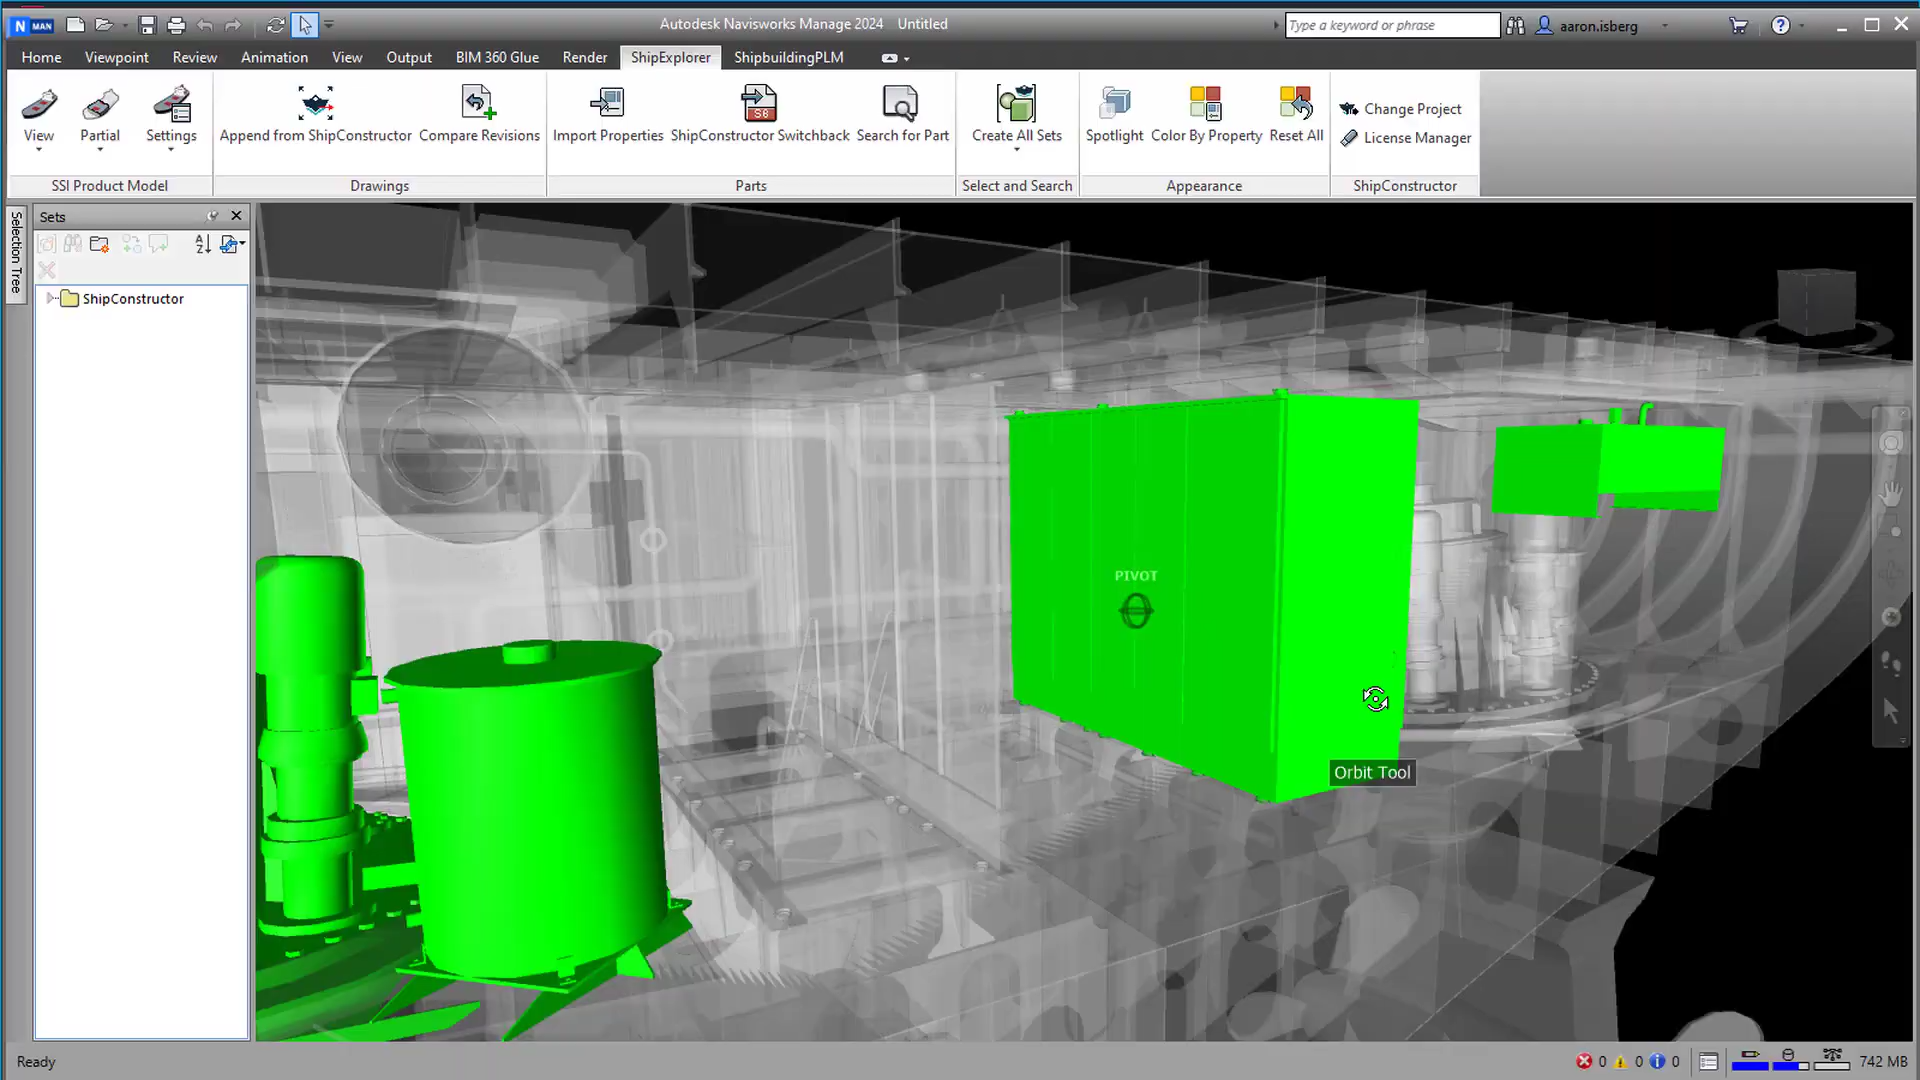 N MAN
Autodesk Navisworks Manage 2024 Untitled
Type a keyword or phrase
aaron.isberg
Home Viewpoint Review Animation View Output BIM 360 Glue Render ShipExplorer ShipbuildingPLM
View Partial Settings
Append from ShipConstructor Compare Revisions
Import Properties ShipConstructor Switchback Search for Part
Create All Sets
Spotlight Color By Property Reset All
Change Project
License Manager
SSI Product Model
Drawings
Parts
Select and Search
Appearance
ShipConstructor
Selection Tree
Sets
ShipConstructor
PIVOT
Orbit Tool
Ready
0 0 0 742 MB